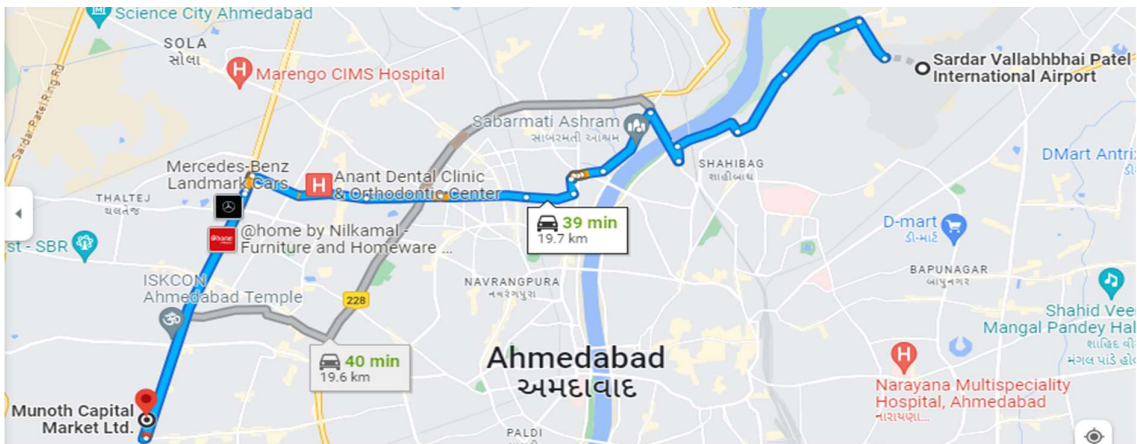 Science City Ahmedabad
SOLA
સોલા
Sardar Patel Ring Rd
Marengo CIMS Hospital
Sardar Vallabhbhai Patel
International Airport
Sabarmati Ashram
સાબરમતી આશ્રમ
SHAHIBAG
શાહીબાગ
DMart Antri
Mercedes-Benz
Landmark Cars
Anant Dental Clinic
& Orthodontic Center
THALTEJ
થલતેજ
39 min
19.7 km
D-mart
ડી-માર્ટ
@home by Nilkamal -
Furniture and Homeware ...
st - SBR
ISKCON
Ahmedabad Temple
NAVRANGPURA
નવરંગપુરા
BAPUNAGAR
બાપુનગર
228
Shahid Vee
Mangal Pandey Hal
શાહિદ વી
મંગલ પાંડે હોલ
40 min
19.6 km
Ahmedabad
અમદાવાદ
Narayana Multispeciality
Hospital, Ahmedabad
નારાયણા...
Munoth Capital
Market Ltd.
PALDI